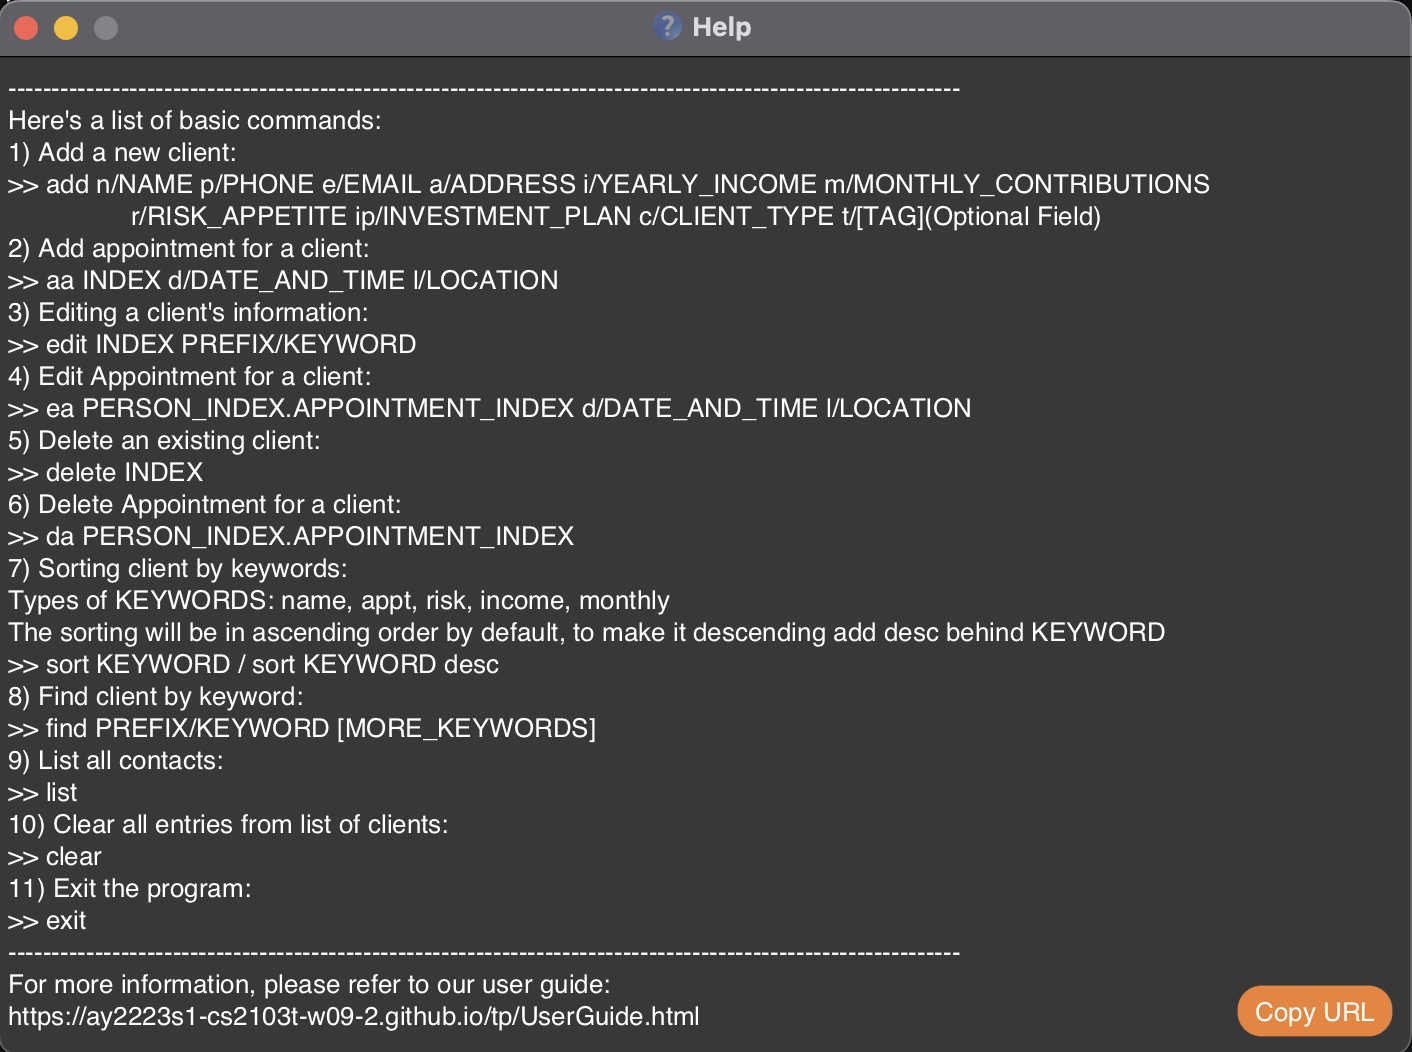 Help
--------------------------------------------------------------------------------------------------------------
Here's a list of basic commands:
1) Add a new client:
>> add n/NAME p/PHONE e/EMAIL a/ADDRESS i/YEARLY_INCOME m/MONTHLY_CONTRIBUTIONS
r/RISK_APPETITE ip/INVESTMENT_PLAN c/CLIENT_TYPE t/[TAG](Optional Field)
2) Add appointment for a client:
>> aa INDEX d/DATE_AND_TIME l/LOCATION
3) Editing a client's information:
>> edit INDEX PREFIX/KEYWORD
4) Edit Appointment for a client:
>> ea PERSON_INDEX.APPOINTMENT_INDEX d/DATE_AND_TIME l/LOCATION
5) Delete an existing client:
>> delete INDEX
6) Delete Appointment for a client:
>> da PERSON_INDEX.APPOINTMENT_INDEX
7) Sorting client by keywords:
Types of KEYWORDS: name, appt, risk, income, monthly
The sorting will be in ascending order by default, to make it descending add desc behind KEYWORD
>> sort KEYWORD / sort KEYWORD desc
8) Find client by keyword:
>> find PREFIX/KEYWORD [MORE_KEYWORDS]
9) List all contacts:
>> list
10) Clear all entries from list of clients:
>> clear
11) Exit the program:
>> exit
--------------------------------------------------------------------------------------------------------------
For more information, please refer to our user guide:
https://ay2223s1-cs2103t-w09-2.github.io/tp/UserGuide.html
Copy URL